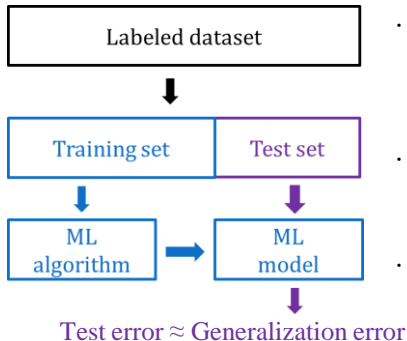 Labeled dataset
Training set
Test set
ML
algorithm
ML
model
Test error ≈ Generalization error